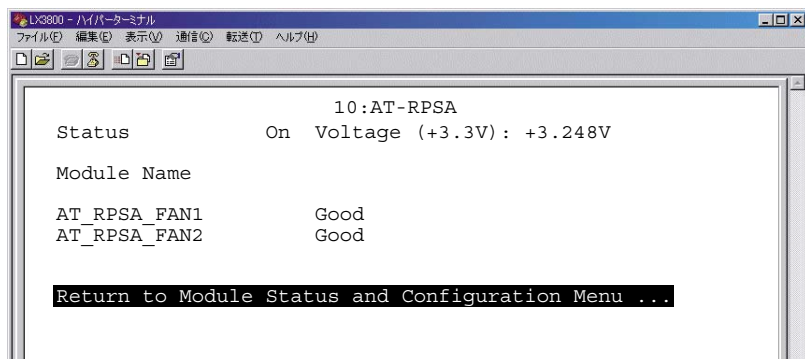 LX3800 - ハイパーターミナル
ファイル(F) 編集(E) 表示(V) 通信(C) 転送(T) ヘルプ(H)
10:AT-RPSA
Status On Voltage (+3.3V): +3.248V
Module Name
AT_RPSA_FAN1 Good
AT_RPSA_FAN2 Good
Return to Module Status and Configuration Menu ...